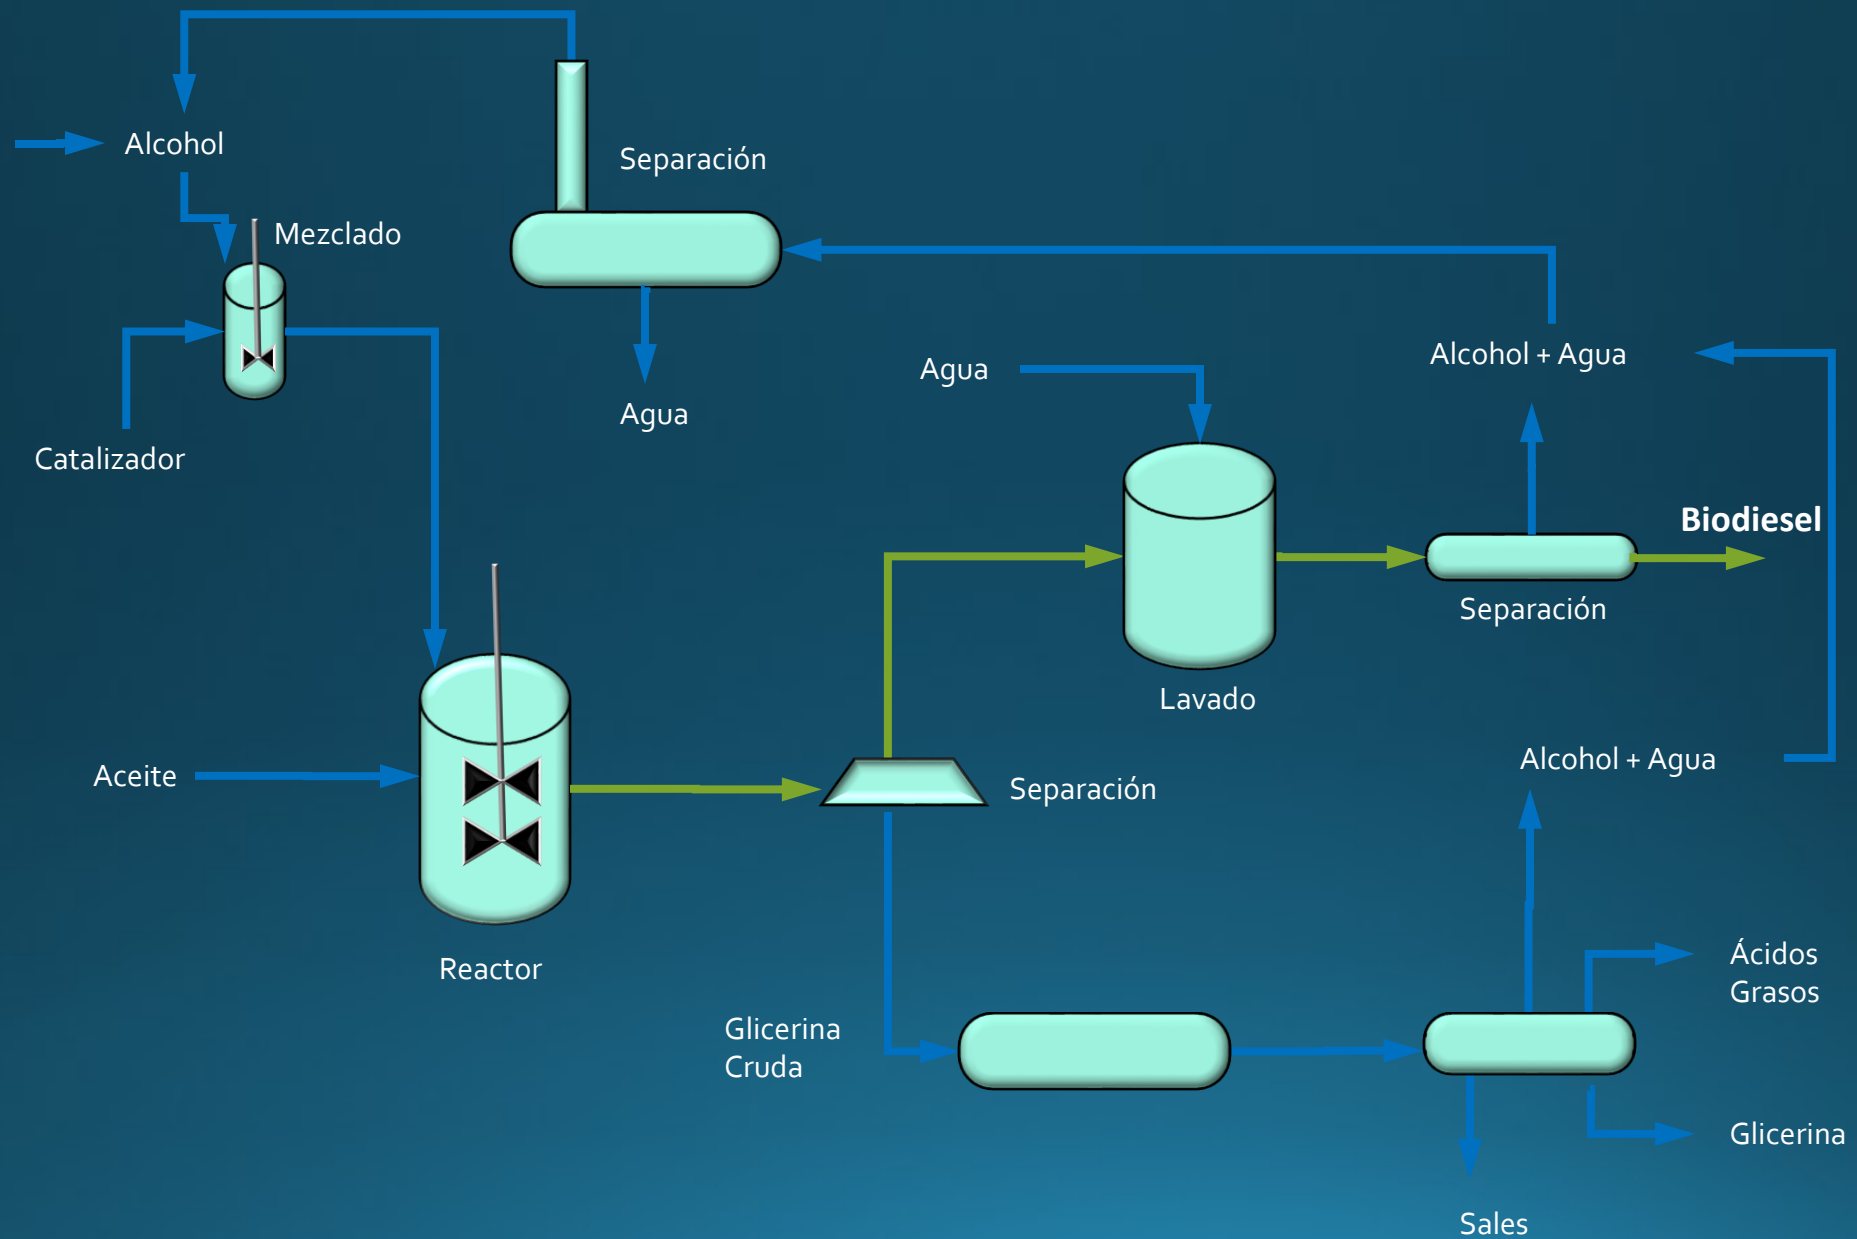 Alcohol
Separación
Mezclado
Alcohol + Agua
Agua
Agua
Catalizador
Biodiesel
Separación
Lavado
Alcohol + Agua
Aceite
Separación
Ácidos
Grasos
Reactor
Glicerina
Cruda
Glicerina
Sales